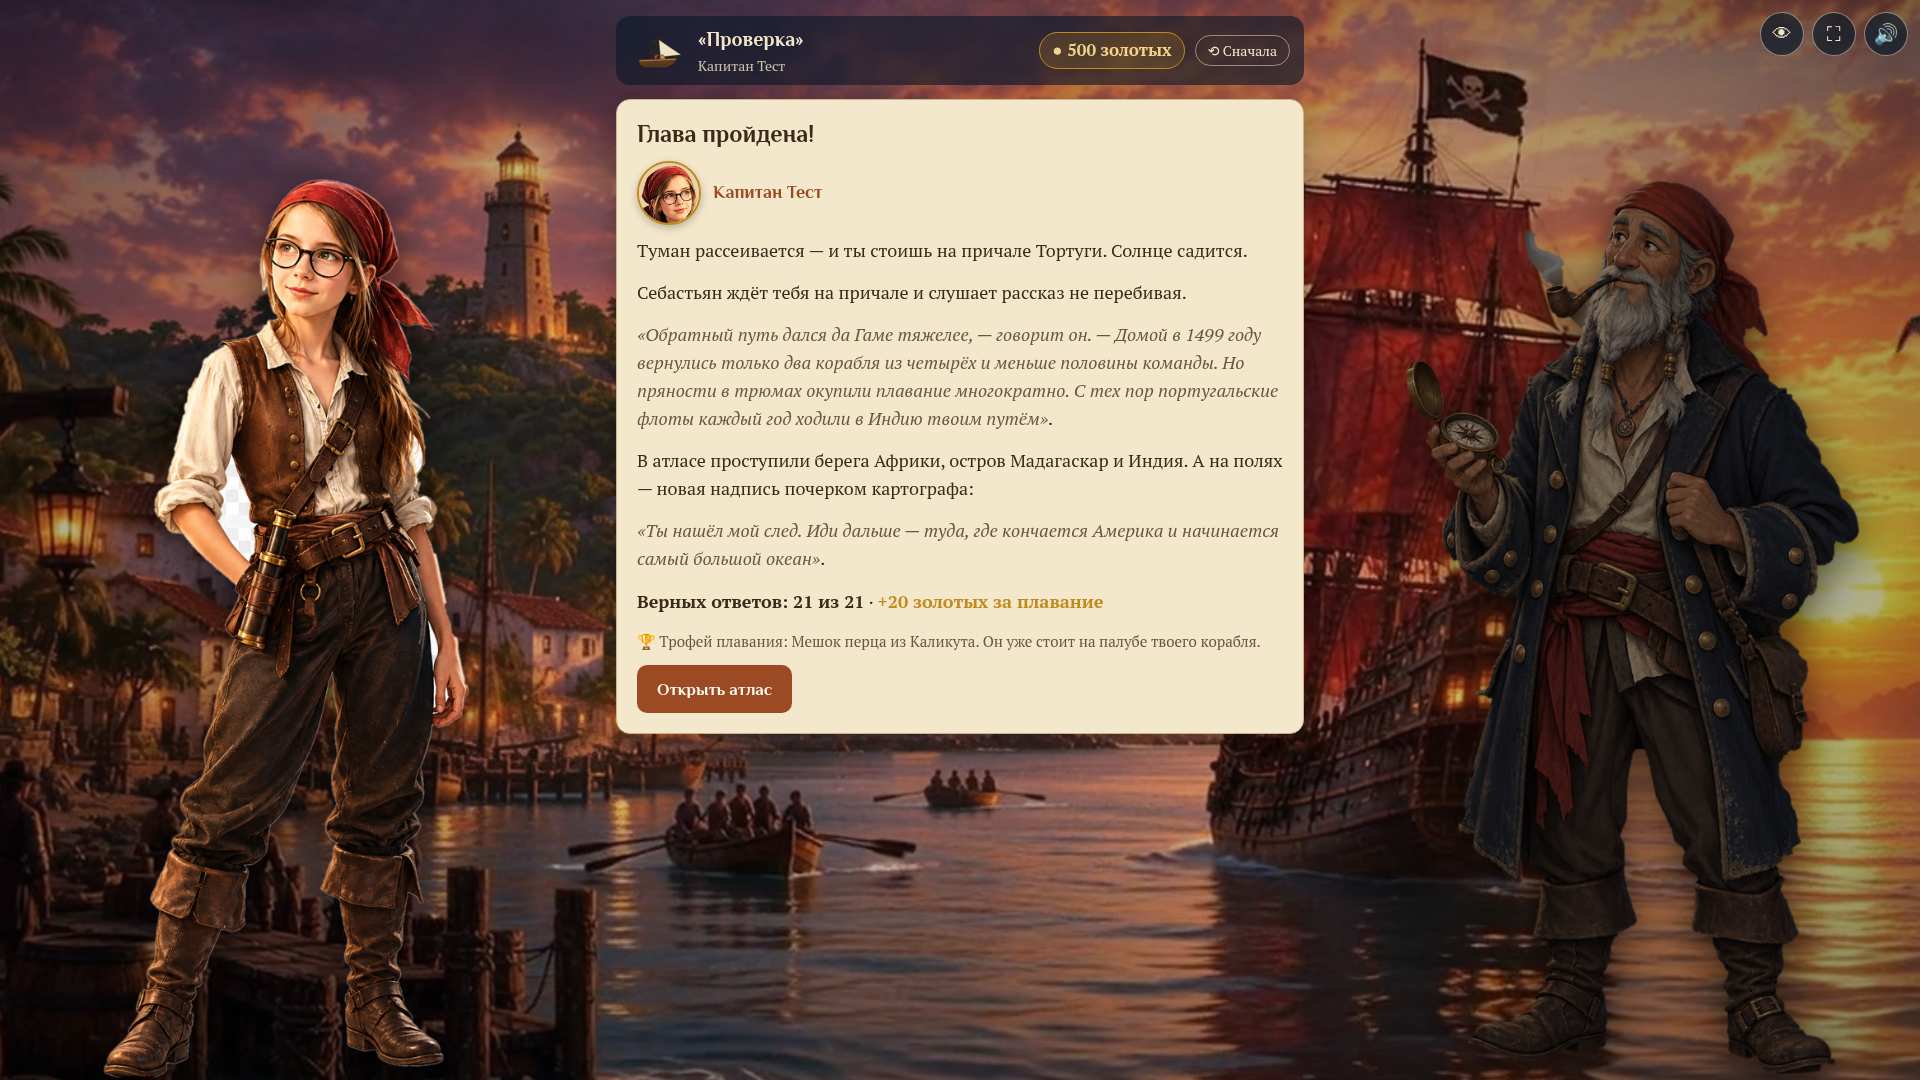 «Проверка»
Капитан Тест
● 500 золотых
⟲ Сначала
Глава пройдена!
Капитан Тест
Туман рассеивается — и ты стоишь на причале Тортуги. Солнце садится.
Себастьян ждёт тебя на причале и слушает рассказ не перебивая.
«Обратный путь дался да Гаме тяжелее, — говорит он. — Домой в 1499 году
вернулись только два корабля из четырёх и меньше половины команды. Но
пряности в трюмах окупили плавание многократно. С тех пор португальские
флоты каждый год ходили в Индию твоим путём».
В атласе проступили берега Африки, остров Мадагаскар и Индия. А на полях
— новая надпись почерком картографа:
«Ты нашёл мой след. Иди дальше — туда, где кончается Америка и начинается
самый большой океан».
Верных ответов: 21 из 21 · +20 золотых за плавание
🏆 Трофей плавания: Мешок перца из Каликута. Он уже стоит на палубе твоего корабля.
Открыть атлас